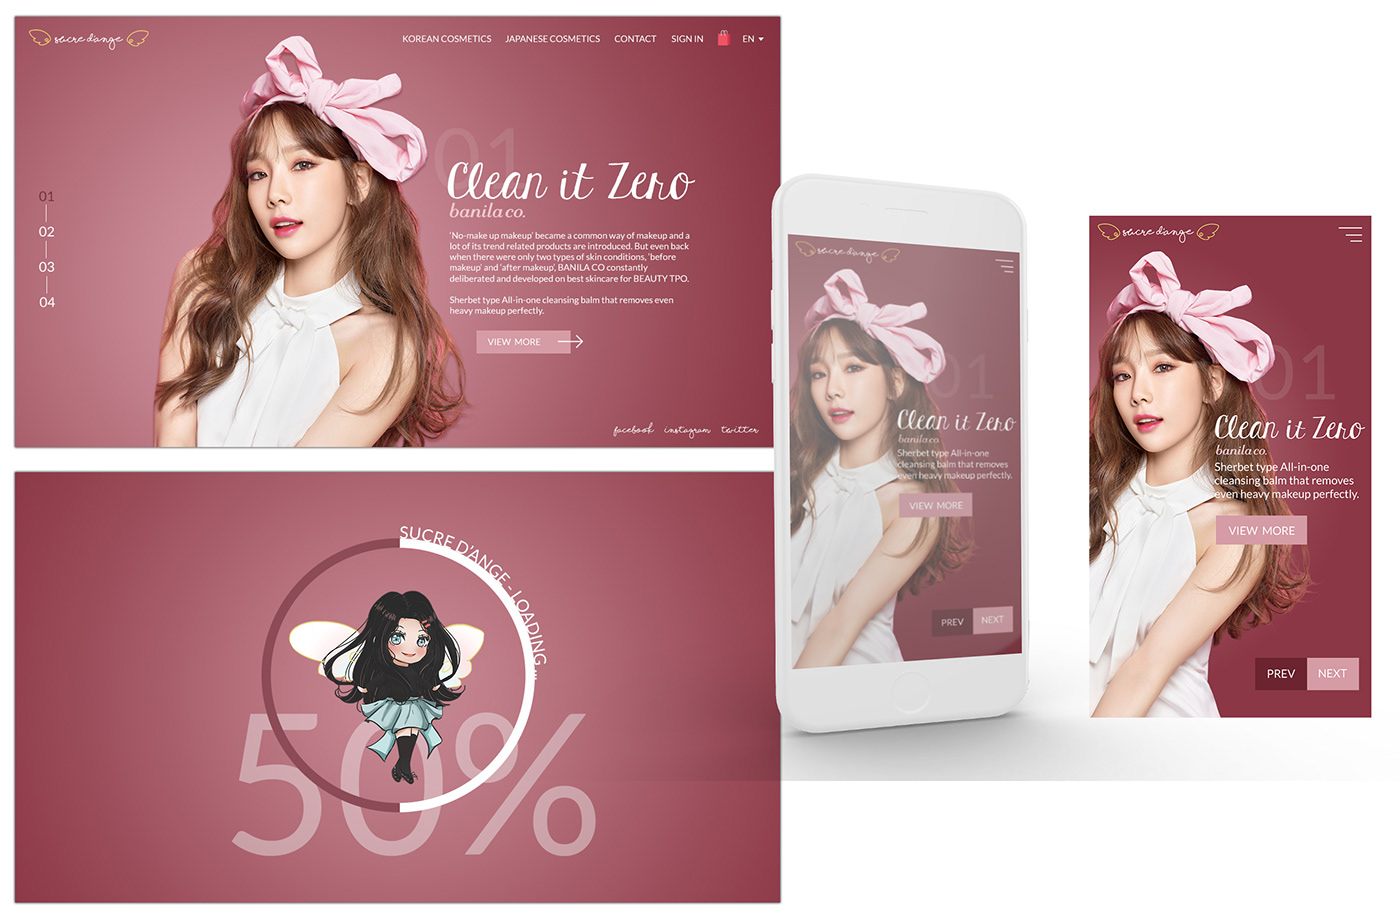 sucre d'ange
KOREAN COSMETICS
JAPANESE COSMETICS
CONTACT
SIGN IN
EN
01
02
03
04
01
Clean it Zero
banila co.
'No-make up makeup' became a common way of makeup and a
lot of its trend related products are introduced. But even back
when there were only two types of skin conditions, 'before
makeup' and 'after makeup', BANILA CO constantly
deliberated and developed on best skincare for BEAUTY TPO.
Sherbet type All-in-one cleansing balm that removes even
heavy makeup perfectly.
VIEW MORE
facebook instagram twitter
SUCRE D'ANGE - LOADING...
50%
sucre d'ange
01
Clean it Zero
banila co.
Sherbet type All-in-one
cleansing balm that removes
even heavy makeup perfectly.
VIEW MORE
PREV NEXT
sucre d'ange
01
Clean it Zero
banila co.
Sherbet type All-in-one
cleansing balm that removes
even heavy makeup perfectly.
VIEW MORE
PREV NEXT